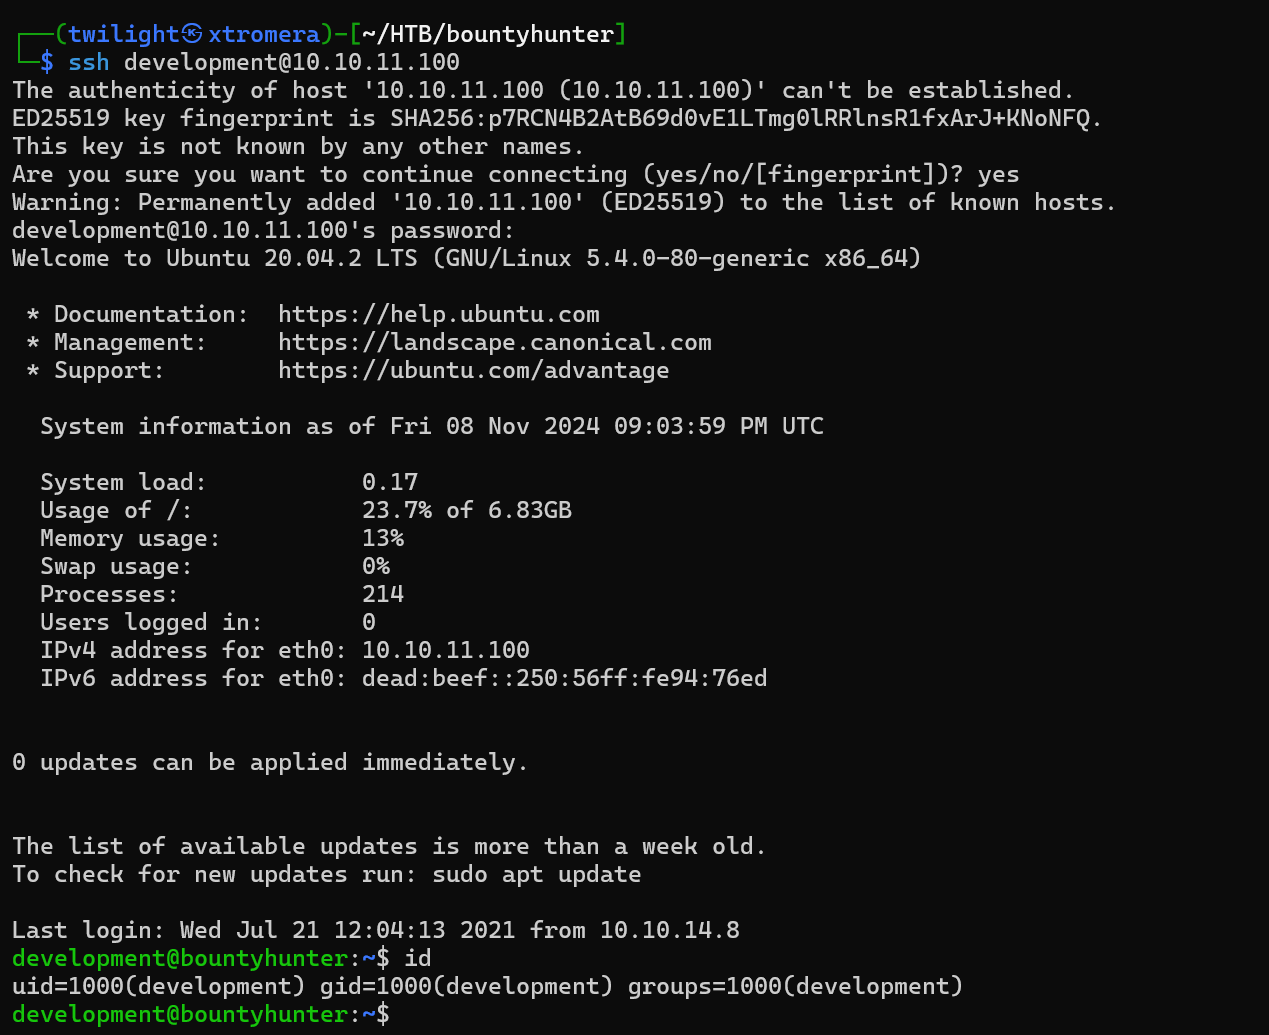 ┌──(twilight㉿xtromera)-[~/HTB/bountyhunter]
└─$ ssh development@10.10.11.100
The authenticity of host '10.10.11.100 (10.10.11.100)' can't be established.
ED25519 key fingerprint is SHA256:p7RCN4B2AtB69d0vE1LTmg0lRRlnsR1fxArJ+KNoNFQ.
This key is not known by any other names.
Are you sure you want to continue connecting (yes/no/[fingerprint])? yes
Warning: Permanently added '10.10.11.100' (ED25519) to the list of known hosts.
development@10.10.11.100's password:
Welcome to Ubuntu 20.04.2 LTS (GNU/Linux 5.4.0-80-generic x86_64)
 * Documentation:  https://help.ubuntu.com
 * Management:     https://landscape.canonical.com
 * Support:        https://ubuntu.com/advantage
  System information as of Fri 08 Nov 2024 09:03:59 PM UTC
  System load:           0.17
  Usage of /:            23.7% of 6.83GB
  Memory usage:          13%
  Swap usage:            0%
  Processes:             214
  Users logged in:       0
  IPv4 address for eth0: 10.10.11.100
  IPv6 address for eth0: dead:beef::250:56ff:fe94:76ed
0 updates can be applied immediately.
The list of available updates is more than a week old.
To check for new updates run: sudo apt update
Last login: Wed Jul 21 12:04:13 2021 from 10.10.14.8
development@bountyhunter:~$ id
uid=1000(development) gid=1000(development) groups=1000(development)
development@bountyhunter:~$